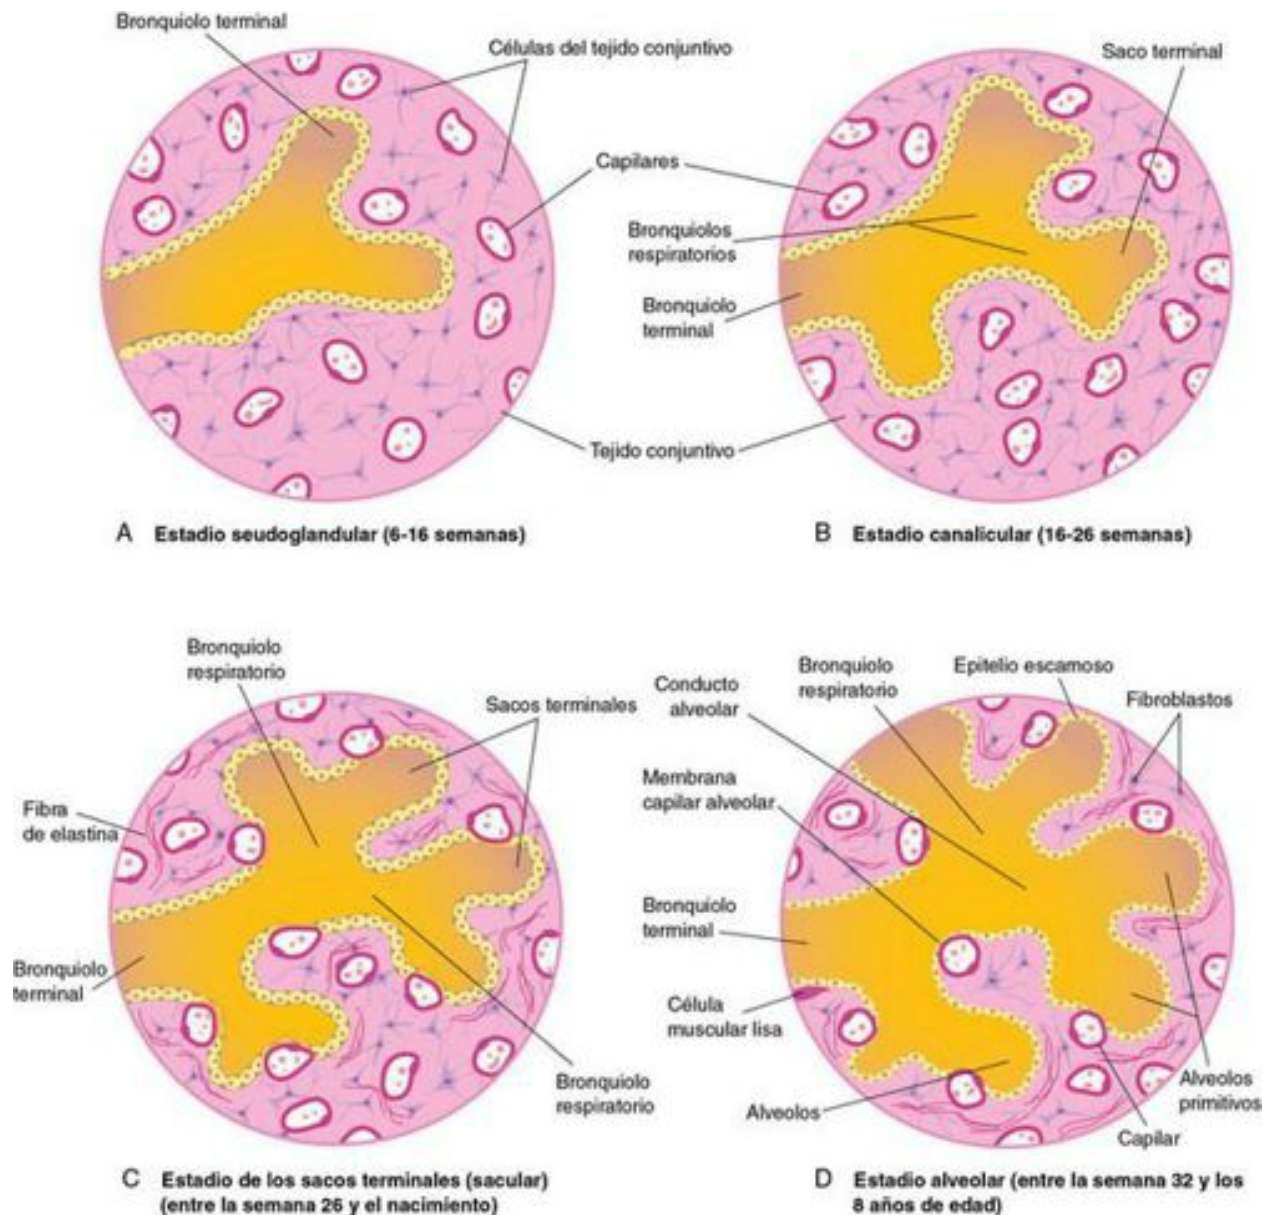 Bronquiolo terminal
Células del tejido conjuntivo
Saco terminal
Capilares
Bronquiolos
respiratorios
Bronquiolo
terminal
Tejido conjuntivo
A Estadio seudoglandular (6-16 semanas)
B Estadio canalicular (16-26 semanas)
Bronquiolo
respiratorio
Sacos terminales
Fibra
de elastina
Bronquiolo
terminal
Bronquiolo
respiratorio
C Estadio de los sacos terminales (sacular)
(entre la semana 26 y el nacimiento)
Conducto
alveolar
Bronquiolo
respiratorio
Epitelio escamoso
Fibroblastos
Membrana
capilar alveolar
Bronquiolo
terminal
Célula
muscular lisa
Alveolos
Capilar
Alveolos
primitivos
D Estadio alveolar (entre la semana 32 y los
8 años de edad)